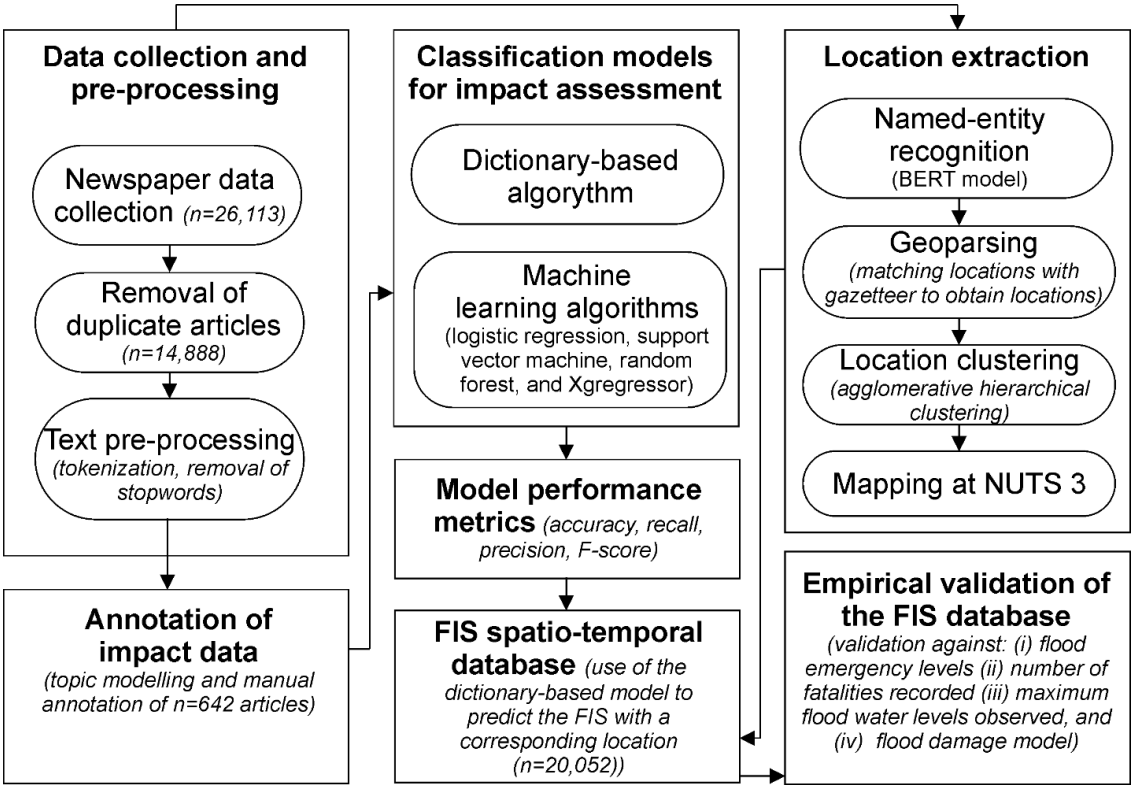 Data collection and
pre-processing
Newspaper data
collection (n=26,113)
Removal of
duplicate articles
(n=14,888)
Text pre-processing
(tokenization, removal of
stopwords)
Annotation of
impact data
(topic modelling and manual
annotation of n=642 articles)
Classification models
for impact assessment
Dictionary-based
algorythm
Machine
learning algorithms
(logistic regression, support
vector machine, random
forest, and Xgregressor)
Model performance
metrics (accuracy, recall,
precision, F-score)
FIS spatio-temporal
database (use of the
dictionary-based model to
predict the FIS with a
corresponding location
(n=20,052))
Location extraction
Named-entity
recognition
(BERT model)
Geoparsing
(matching locations with
gazetteer to obtain locations)
Location clustering
(agglomerative hierarchical
clustering)
Mapping at NUTS 3
Empirical validation of
the FIS database
(validation against: (i) flood
emergency levels (ii) number of
fatalities recorded (iii) maximum
flood water levels observed, and
(iv) flood damage model)